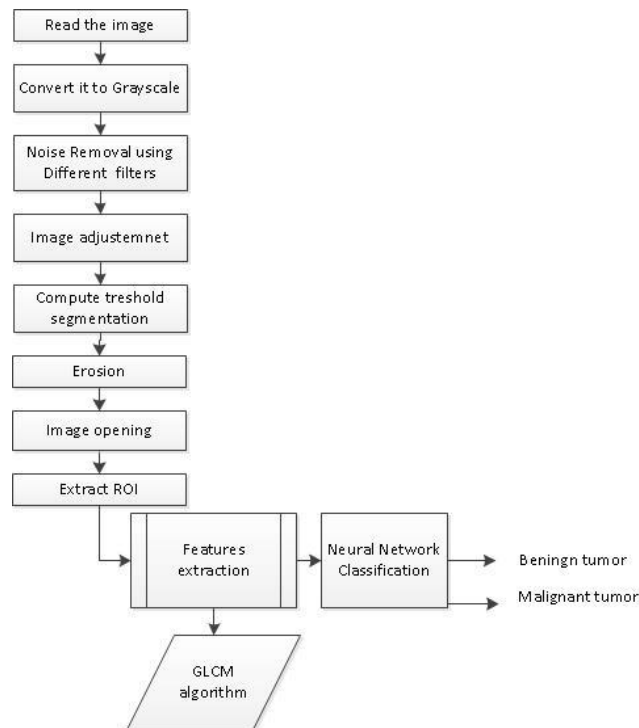 Read the image
Convert it to Grayscale
Noise Removal using
Different filters
Image adjustemnet
Compute treshold
segmentation
Erosion
Image opening
Extract ROI
Features
extraction
Neural Network
Classification
Beningn tumor
Malignant tumor
GLCM
algorithm